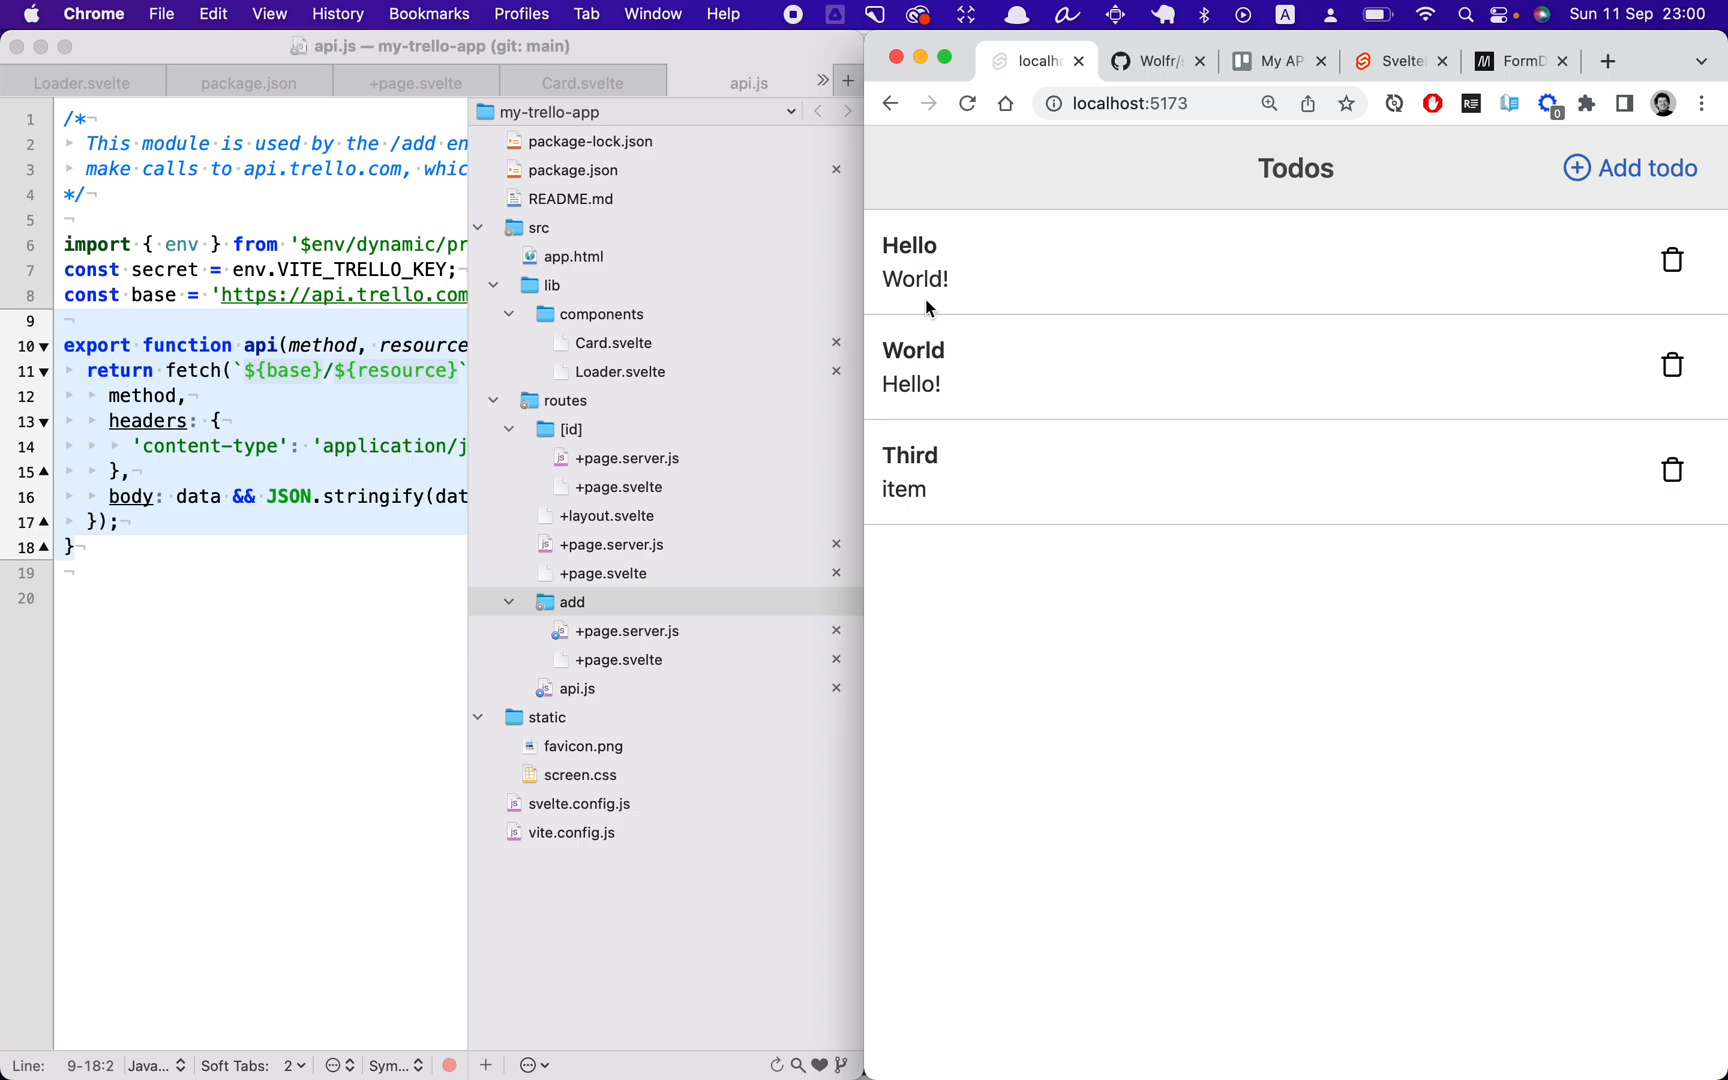 Chrome File Edit View History Bookmarks Profiles Tab Window Help A Sun 11 Sep 23:00
api.js — my-trello-app (git: main)
Loader.svelte package.json +page.svelte Card.svelte api.js
1 /*
2 This module is used by the /add en
3 make calls to api.trello.com, whic
4 */
5
6 import { env } from '$env/dynamic/pr
7 const secret = env.VITE_TRELLO_KEY;
8 const base = 'https://api.trello.com
9
10 export function api(method, resource
11 return fetch(`${base}/${resource}`
12 method,
13 headers: {
14 'content-type': 'application/j
15 },
16 body: data && JSON.stringify(dat
17 });
18 }
19
20
Line: 9-18:2 Java... Soft Tabs: 2 Sym...
my-trello-app
package-lock.json
package.json
README.md
src
app.html
lib
components
Card.svelte
Loader.svelte
routes
[id]
+page.server.js
+page.svelte
+layout.svelte
+page.server.js
+page.svelte
add
+page.server.js
+page.svelte
api.js
static
favicon.png
screen.css
svelte.config.js
vite.config.js
localho Wolfr/s My AP Svelte FormD
localhost:5173 RE 0
Todos Add todo
Hello
World!
World
Hello!
Third
item